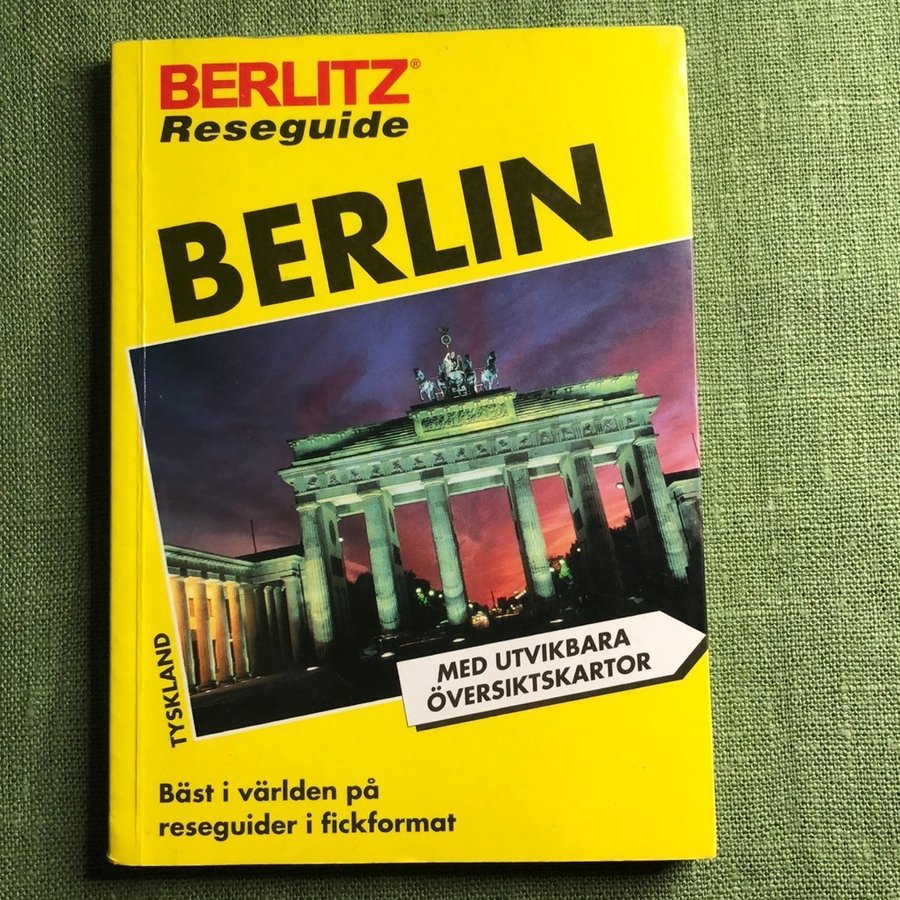 BERLITZ®
Reseguide
BERLIN
TYSKLAND
MED UTVIKBARA
ÖVERSIKTSKARTOR
Bäst i världen på
reseguider i fickformat